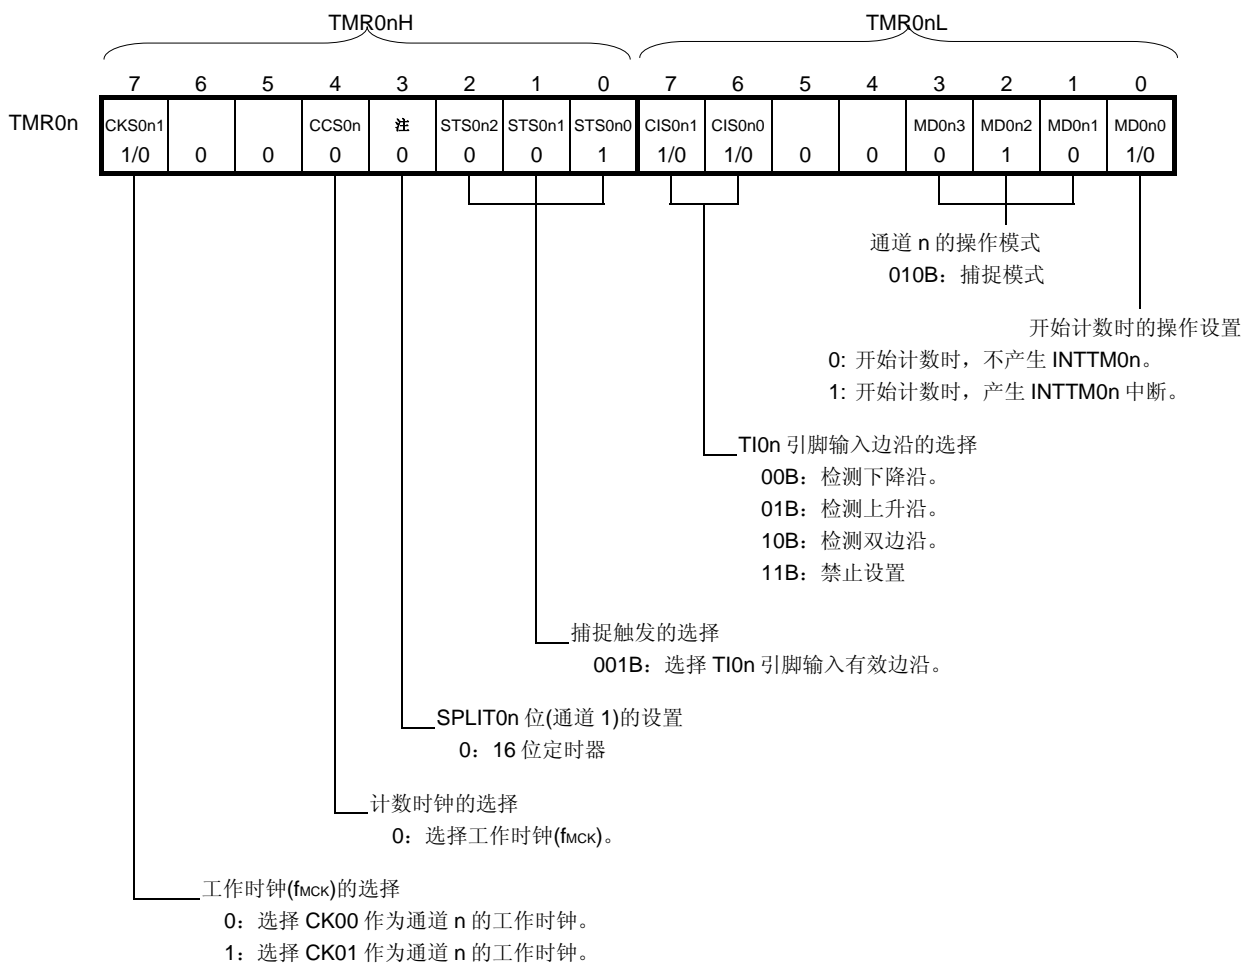 TMR0nH TMR0nL
7 6 5 4 3 2 1 0 7 6 5 4 3 2 1 0
TMR0n CKS0n1 CCS0n 注 STS0n2 STS0n1 STS0n0 CIS0n1 CIS0n0 MD0n3 MD0n2 MD0n1 MD0n0
1/0 0 0 0 0 0 0 1 1/0 1/0 0 0 0 1 0 1/0
通道 n 的操作模式
010B：捕捉模式
开始计数时的操作设置
0: 开始计数时，不产生 INTTM0n。
1: 开始计数时，产生 INTTM0n 中断。
TI0n 引脚输入边沿的选择
00B：检测下降沿。
01B：检测上升沿。
10B：检测双边沿。
11B：禁止设置
捕捉触发的选择
001B：选择 TI0n 引脚输入有效边沿。
SPLIT0n 位(通道 1)的设置
0：16 位定时器
计数时钟的选择
0：选择工作时钟(fMCK)。
工作时钟(fMCK)的选择
0：选择 CK00 作为通道 n 的工作时钟。
1：选择 CK01 作为通道 n 的工作时钟。